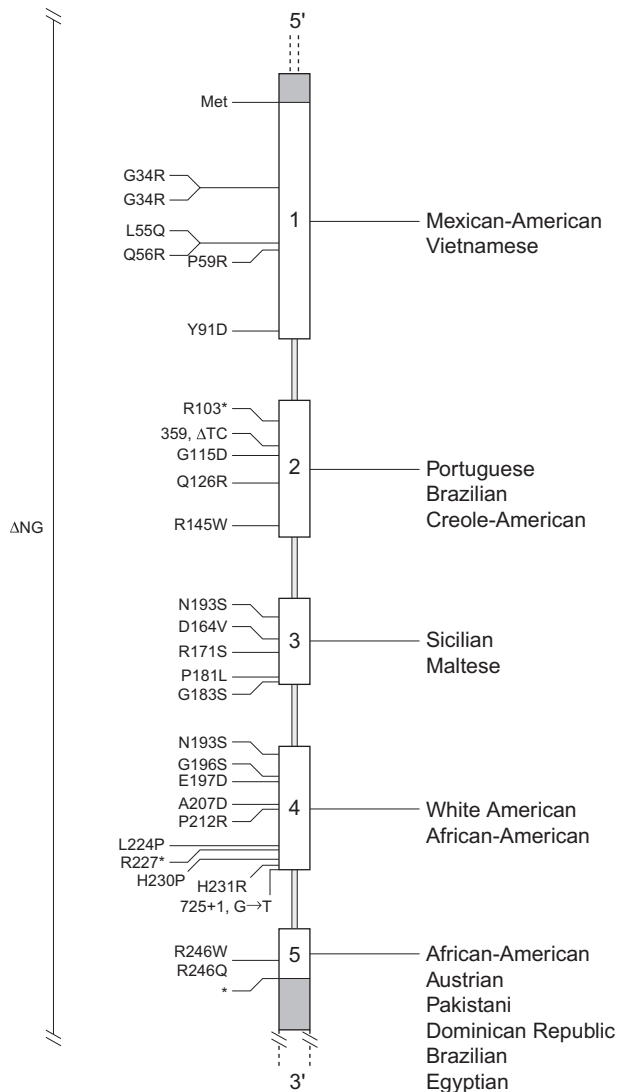 5'
Met
G34R
G34R
L55Q
Q56R
P59R
Y91D
1
Mexican-American
Vietnamese
R103*
359, ΔTC
G115D
Q126R
R145W
2
Portuguese
Brazilian
Creole-American
ΔNG
N193S
D164V
R171S
P181L
G183S
3
Sicilian
Maltese
N193S
G196S
E197D
A207D
P212R
L224P
R227*
H230P
H231R
725+1, G→T
4
White American
African-American
R246W
R246Q
*
5
African-American
Austrian
Pakistani
Dominican Republic
Brazilian
Egyptian
3'